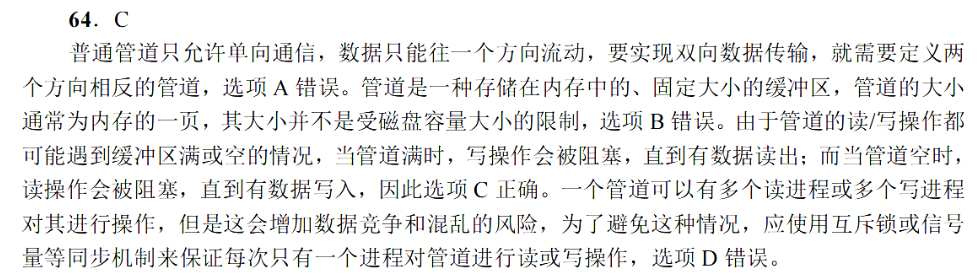 64．C
普通管道只允许单向通信，数据只能往一个方向流动，要实现双向数据传输，就需要定义两
个方向相反的管道，选项 A 错误。管道是一种存储在内存中的、固定大小的缓冲区，管道的大小
通常为内存的一页，其大小并不是受磁盘容量大小的限制，选项 B 错误。由于管道的读/写操作都
可能遇到缓冲区满或空的情况，当管道满时，写操作会被阻塞，直到有数据读出；而当管道空时，
读操作会被阻塞，直到有数据写入，因此选项 C 正确。一个管道可以有多个读进程或多个写进程
对其进行操作，但是这会增加数据竞争和混乱的风险，为了避免这种情况，应使用互斥锁或信号
量等同步机制来保证每次只有一个进程对管道进行读或写操作，选项 D 错误。